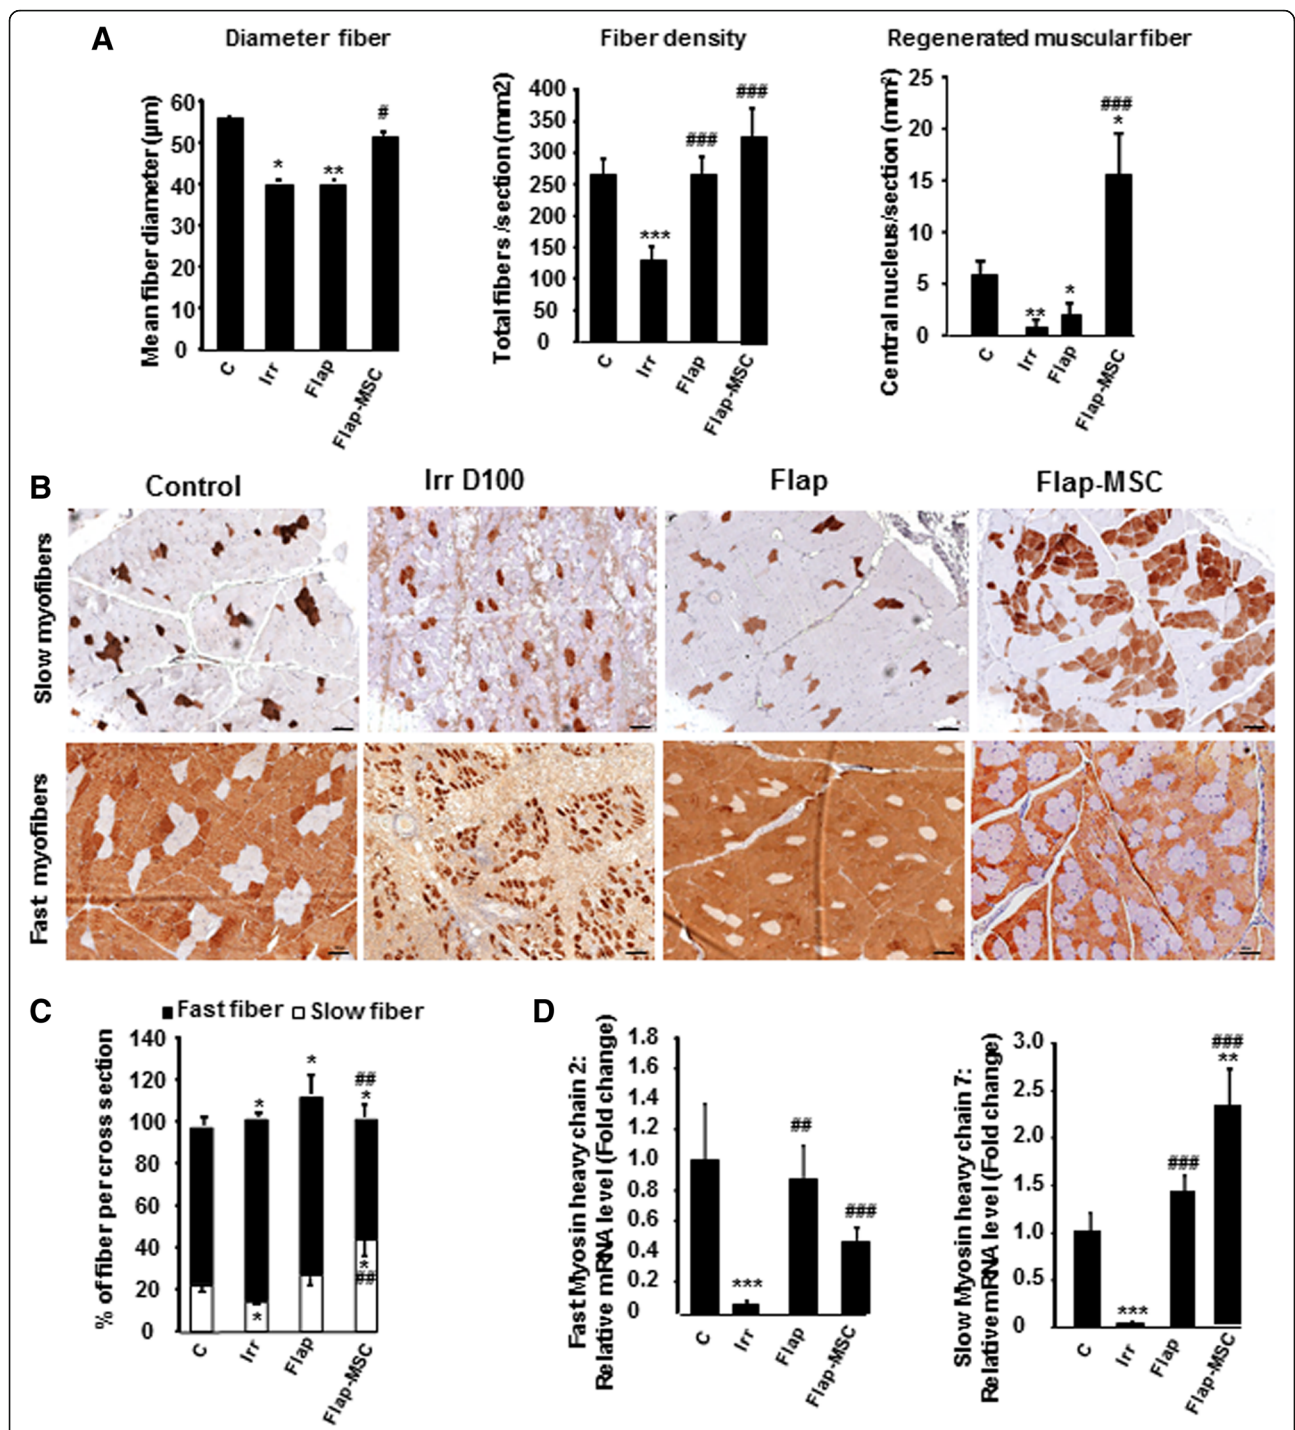 A
Diameter fiber
Fiber density
Regenerated muscular fiber
Mean fiber diameter (µm)
60
50
40
30
20
10
0
*
**
#
C
Irr
Flap
Flap-MSC
Total fibers /section (mm2)
400
350
300
250
200
150
100
50
0
***
###
###
C
Irr
Flap
Flap-MSC
Central nucleus/section (mm²)
25
20
15
10
5
0
**
*
###
*
C
Irr
Flap
Flap-MSC
B
Control
Irr D100
Flap
Flap-MSC
Slow myofibers
Fast myofibers
C
Fast fiber
Slow fiber
% of fiber per cross section
140
120
100
80
60
40
20
0
*
*
##
*
*
*
##
C
Irr
Flap
Flap-MSC
D
Fast Myosin heavy chain 2:
Relative mRNA level (Fold change)
1.8
1.6
1.4
1.2
1.0
0.8
0.6
0.4
0.2
0
***
##
###
C
Irr
Flap
Flap-MSC
Slow Myosin heavy chain 7:
Relative mRNA level (Fold change)
3.0
2.5
2.0
1.5
1.0
0.5
0
***
###
###
**
C
Irr
Flap
Flap-MSC